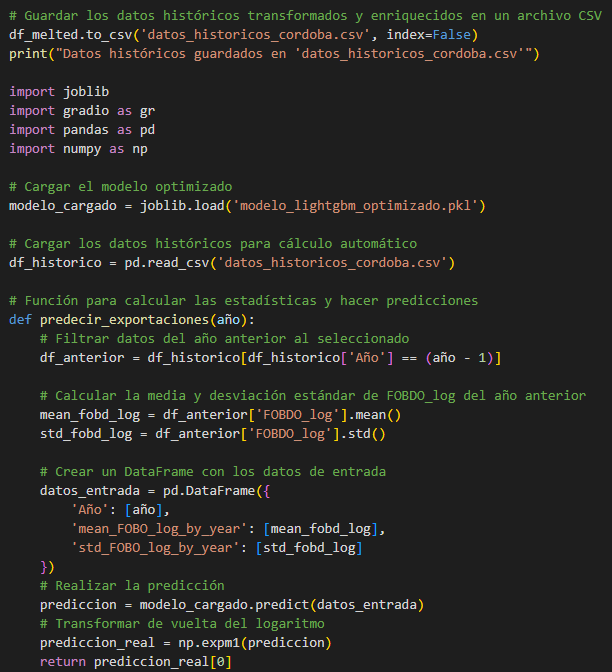 # Guardar los datos históricos transformados y enriquecidos en un archivo CSV
df_melted.to_csv('datos_historicos_cordoba.csv', index=False)
print("Datos históricos guardados en 'datos_historicos_cordoba.csv'")

import joblib
import gradio as gr
import pandas as pd
import numpy as np

# Cargar el modelo optimizado
modelo_cargado = joblib.load('modelo_lightgbm_optimizado.pkl')

# Cargar los datos históricos para cálculo automático
df_historico = pd.read_csv('datos_historicos_cordoba.csv')

# Función para calcular las estadísticas y hacer predicciones
def predecir_exportaciones(año):
    # Filtrar datos del año anterior al seleccionado
    df_anterior = df_historico[df_historico['Año'] == (año - 1)]

    # Calcular la media y desviación estándar de FOBDO_log del año anterior
    mean_fobd_log = df_anterior['FOBDO_log'].mean()
    std_fobd_log = df_anterior['FOBDO_log'].std()

    # Crear un DataFrame con los datos de entrada
    datos_entrada = pd.DataFrame({
        'Año': [año],
        'mean_FOBO_log_by_year': [mean_fobd_log],
        'std_FOBO_log_by_year': [std_fobd_log]
    })
    # Realizar la predicción
    prediccion = modelo_cargado.predict(datos_entrada)
    # Transformar de vuelta del logaritmo
    prediccion_real = np.expm1(prediccion)
    return prediccion_real[0]